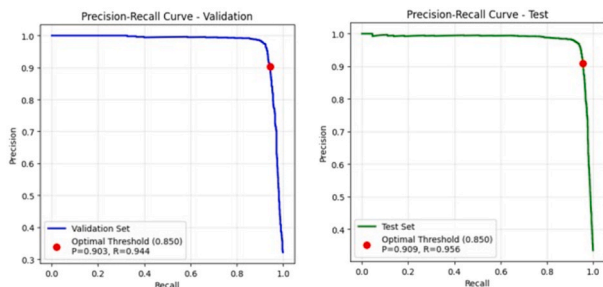 Precision-Recall Curve - Validation
1.0
0.9
0.8
0.7
0.6
0.5
0.4
0.3
Precision
0.0 0.2 0.4 0.6 0.8 1.0
Recall
Validation Set
Optimal Threshold (0.850)
P=0.903, R=0.944
Precision-Recall Curve - Test
1.0
0.9
0.8
0.7
0.6
0.5
0.4
Precision
0.0 0.2 0.4 0.6 0.8 1.0
Recall
Test Set
Optimal Threshold (0.850)
P=0.909, R=0.956